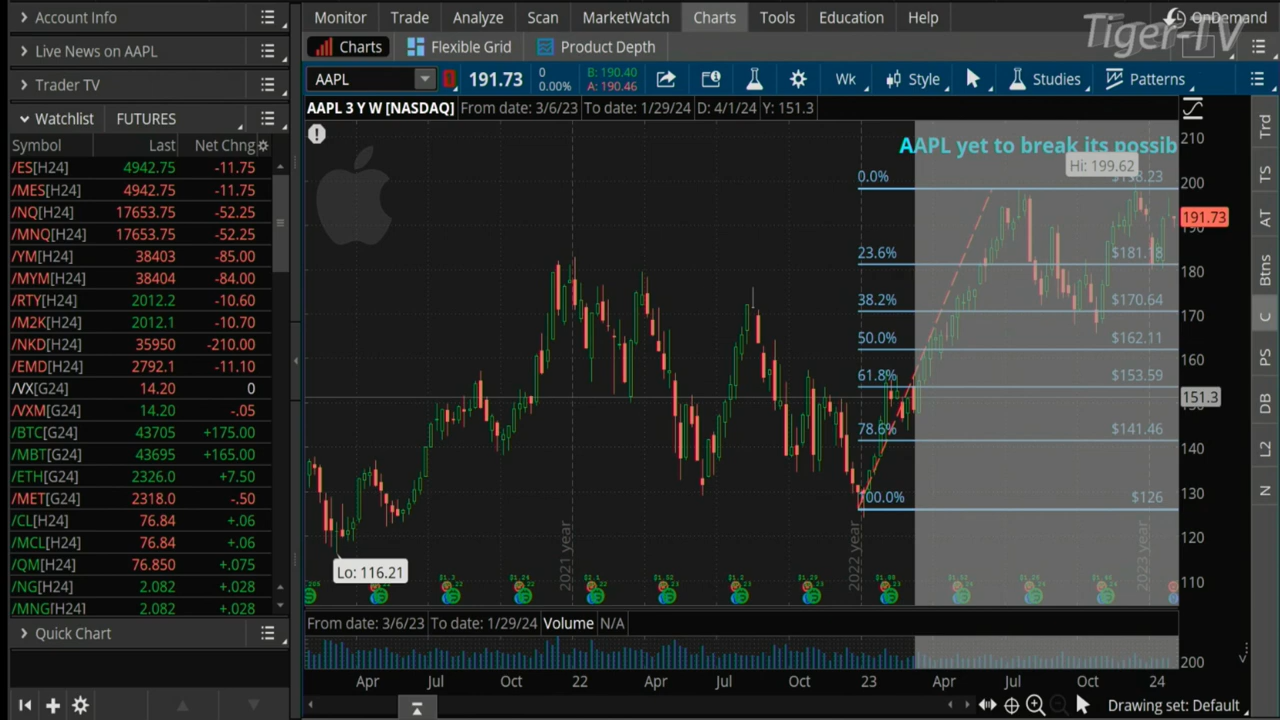 Account Info
Monitor Trade Analyze Scan MarketWatch Charts Tools Education Help
OnDemand
Tiger-TV
Live News on AAPL
Charts Flexible Grid Product Depth
Trader TV
AAPL 191.73 0 0.00% B: 190.40 A: 190.46 Wk Style Studies Patterns
Watchlist FUTURES
AAPL 3 Y W [NASDAQ] From date: 3/6/23 To date: 1/29/24 D: 4/1/24 Y: 151.3
Symbol Last Net Chng
/ES[H24] 4942.75 -11.75
/MES[H24] 4942.75 -11.75
/NQ[H24] 17653.75 -52.25
/MNQ[H24] 17653.75 -52.25
/YM[H24] 38403 -85.00
/MYM[H24] 38404 -84.00
/RTY[H24] 2012.2 -10.60
/M2K[H24] 2012.1 -10.70
/NKD[H24] 35950 -210.00
/EMD[H24] 2792.1 -11.10
/VX[G24] 14.20 0
/VXM[G24] 14.20 -.05
/BTC[G24] 43705 +175.00
/MBT[G24] 43695 +165.00
/ETH[G24] 2326.0 +7.50
/MET[G24] 2318.0 -.50
/CL[H24] 76.84 +.06
/MCL[H24] 76.84 +.06
/QM[H24] 76.850 +.075
/NG[H24] 2.082 +.028
/MNG[H24] 2.082 +.028
Quick Chart
AAPL yet to break its possib
Hi: 199.62
0.0%
23.6% $181.18
38.2% $170.64
50.0% $162.11
61.8% $153.59
78.6% $141.46
100.0% $126
Lo: 116.21
2021 year
2022 year
2023 year
210
200
191.73
190
180
170
160
151.3
150
140
130
120
110
Trd
TS
AT
Btns
C
PS
DB
L2
N
From date: 3/6/23 To date: 1/29/24 Volume N/A
200
Apr Jul Oct 22 Apr Jul Oct 23 Apr Jul Oct 24
Drawing set: Default